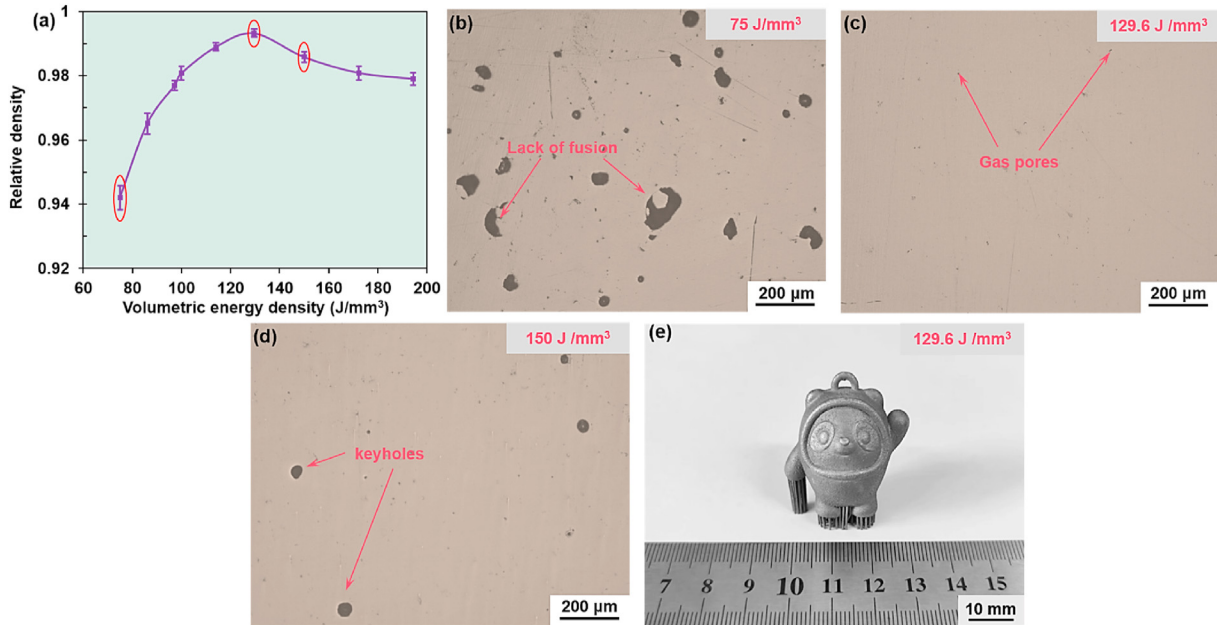 (a)
1
0.98
0.96
0.94
0.92
Relative density
60
80
100
120
140
160
180
200
Volumetric energy density (J/mm³)
(b)
75 J/mm³
Lack of fusion
200 µm
(c)
129.6 J/mm³
Gas pores
200 µm
(d)
150 J /mm³
keyholes
200 µm
(e)
129.6 J/mm³
7 8 9 10 11 12 13 14 15
10 mm